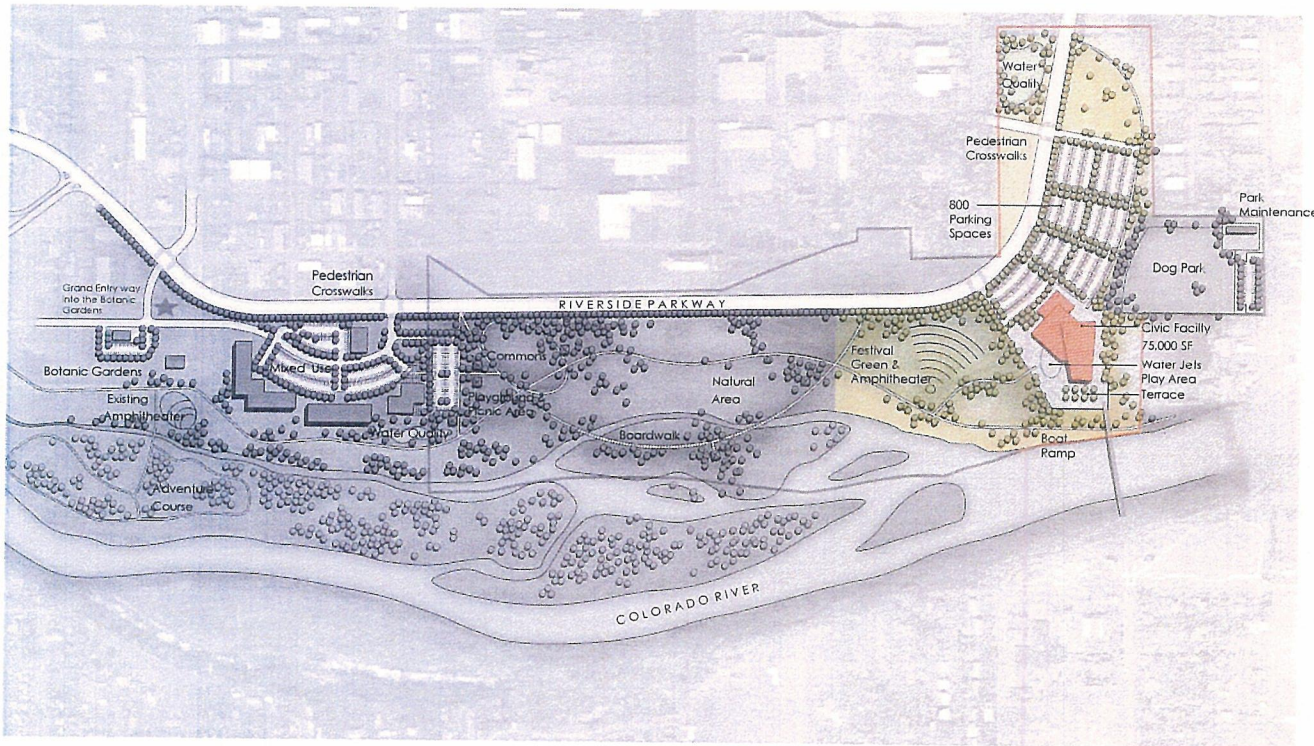 Water
Quality
Pedestrian
Crosswalks
800
Parking
Spaces
Park
Maintenance
Dog Park
Pedestrian
Crosswalks
Grand Entry way
Into the Botanic
Gardens
RIVERSIDE PARKWAY
Civic Facilly
75,000 SF
Water Jets
Play Area
Terrace
Festival
Green &
Amphitheater
Commons
Mixed Use
Botanic Gardens
Natural
Area
Playground &
Picnic Area
Existing
Amphitheater
Water Quality
Boardwalk
Boat
Ramp
Adventure
Course
COLORADO RIVER